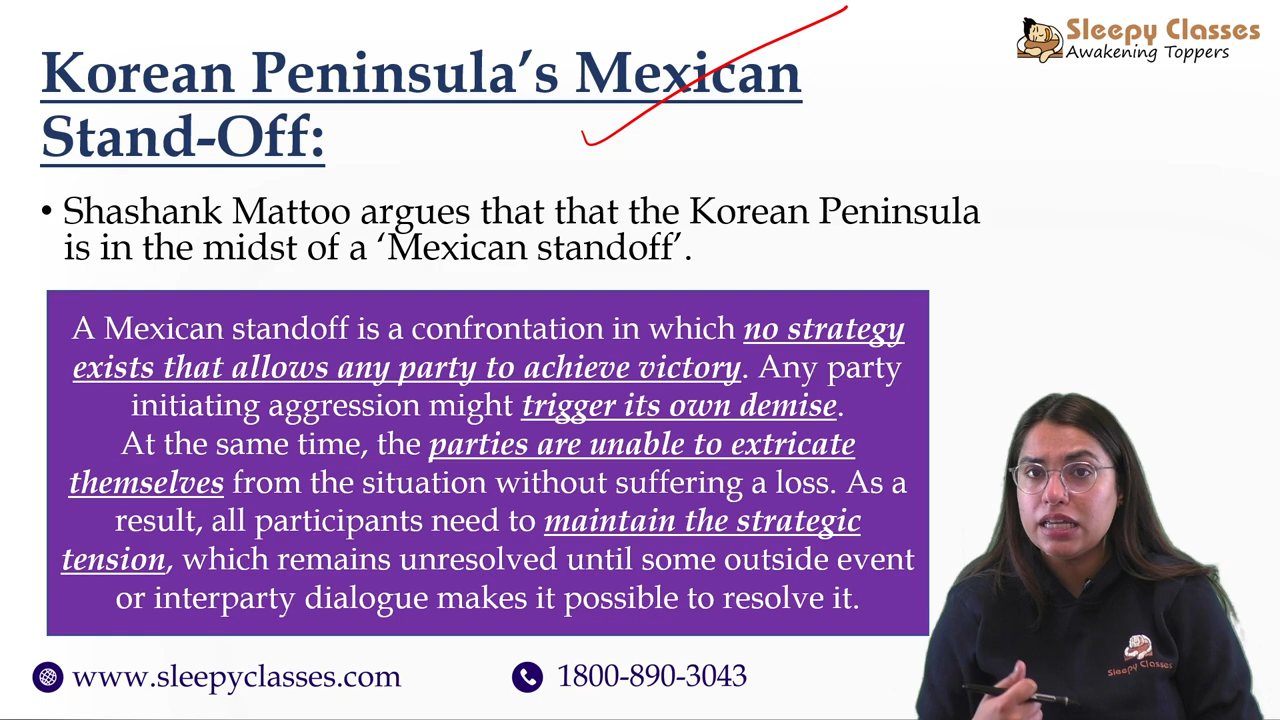 Sleepy Classes
Awakening Toppers
Korean Peninsula’s Mexican
Stand-Off:
• Shashank Mattoo argues that that the Korean Peninsula
is in the midst of a ‘Mexican standoff’.
A Mexican standoff is a confrontation in which no strategy
exists that allows any party to achieve victory. Any party
initiating aggression might trigger its own demise.
At the same time, the parties are unable to extricate
themselves from the situation without suffering a loss. As a
result, all participants need to maintain the strategic
tension, which remains unresolved until some outside event
or interparty dialogue makes it possible to resolve it.
Sleepy Classes
www.sleepyclasses.com
1800-890-3043